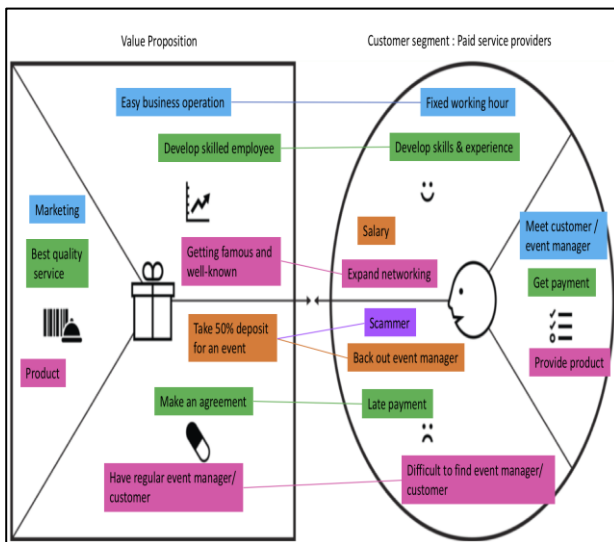 Value Proposition
Customer segment : Paid service providers
Easy business operation
Fixed working hour
Develop skilled employee
Develop skills & experience
Marketing
Best quality
service
Product
Getting famous and
well-known
Take 50% deposit
for an event
Make an agreement
Have regular event manager/
customer
Salary
Expand networking
Scammer
Back out event manager
Late payment
Difficult to find event manager/
customer
Meet customer /
event manager
Get payment
Provide product